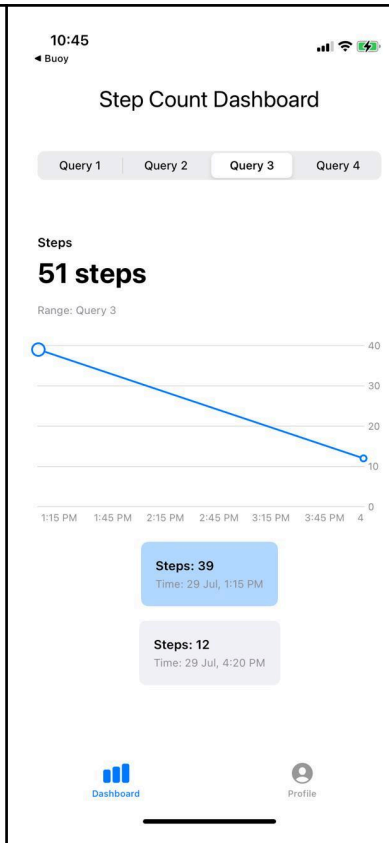 10:45
◀ Buoy
Step Count Dashboard
Query 1 Query 2 Query 3 Query 4
Steps
51 steps
Range: Query 3
40
30
20
10
0
1:15 PM 1:45 PM 2:15 PM 2:45 PM 3:15 PM 3:45 PM 4
Steps: 39
Time: 29 Jul, 1:15 PM
Steps: 12
Time: 29 Jul, 4:20 PM
Dashboard Profile